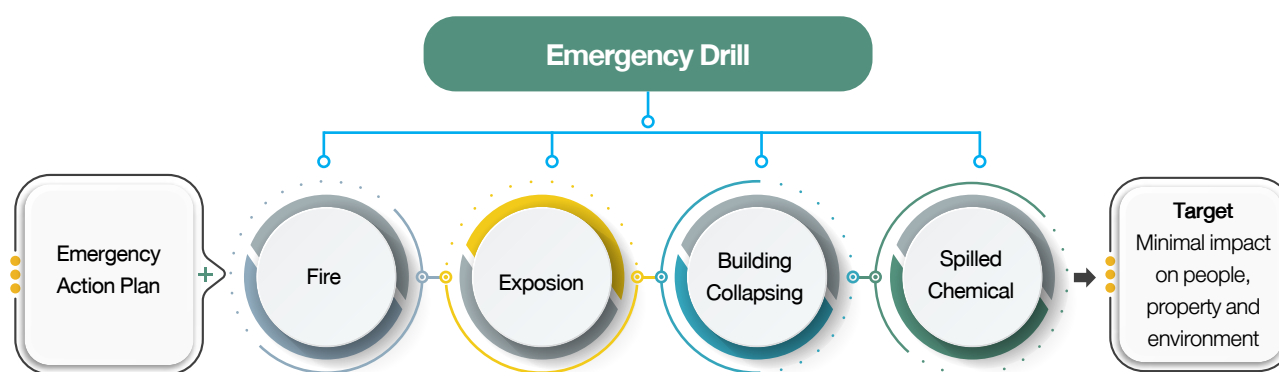 Emergency Drill
Emergency
Action Plan
+
Fire
Exposion
Building
Collapsing
Spilled
Chemical
Target
Minimal impact
on people,
property and
environment